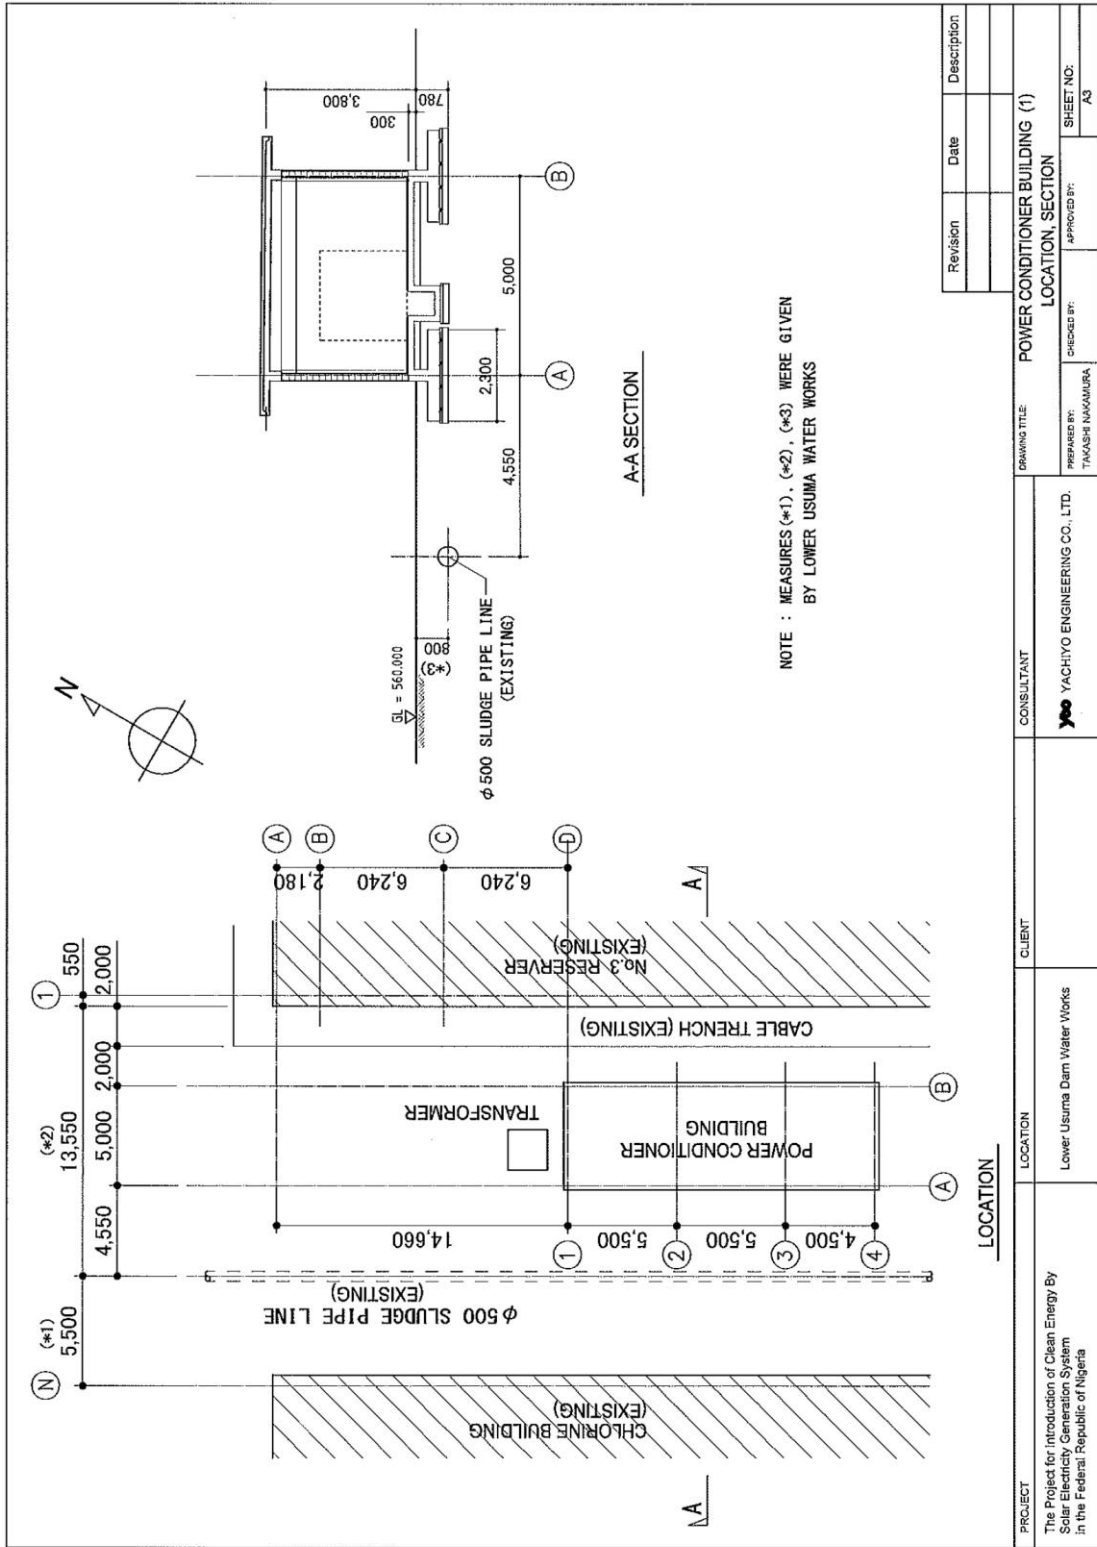 N
(*1)
5,500
(*2)
13,550
550
1
4,550
5,000
2,000
2,000
CHLORINE BUILDING
(EXISTING)
φ500 SLUDGE PIPE LINE
(EXISTING)
TRANSFORMER
POWER CONDITIONER
BUILDING
CABLE TRENCH (EXISTING)
No.3 RESERVER
(EXISTING)
14,660
5,500
5,500
4,500
1
2
3
4
A
B
2,180
6,240
6,240
A
B
C
D
A
A
LOCATION
N
GL = 560.000
800
(*3)
φ500 SLUDGE PIPE LINE
(EXISTING)
3,800
300
780
2,300
4,550
5,000
A
B
A-A SECTION
NOTE : MEASURES (*1), (*2), (*3) WERE GIVEN
BY LOWER USUMA WATER WORKS
Revision
Date
Description
PROJECT
The Project for Introduction of Clean Energy By
Solar Electricity Generation System
in the Federal Republic of Nigeria
LOCATION
Lower Usuma Dam Water Works
CLIENT
CONSULTANT
yeo YACHIYO ENGINEERING CO., LTD.
DRAWING TITLE:
POWER CONDITIONER BUILDING (1)
LOCATION, SECTION
PREPARED BY:
TAKASHI NAKAMURA
CHECKED BY:
APPROVED BY:
SHEET NO:
A3